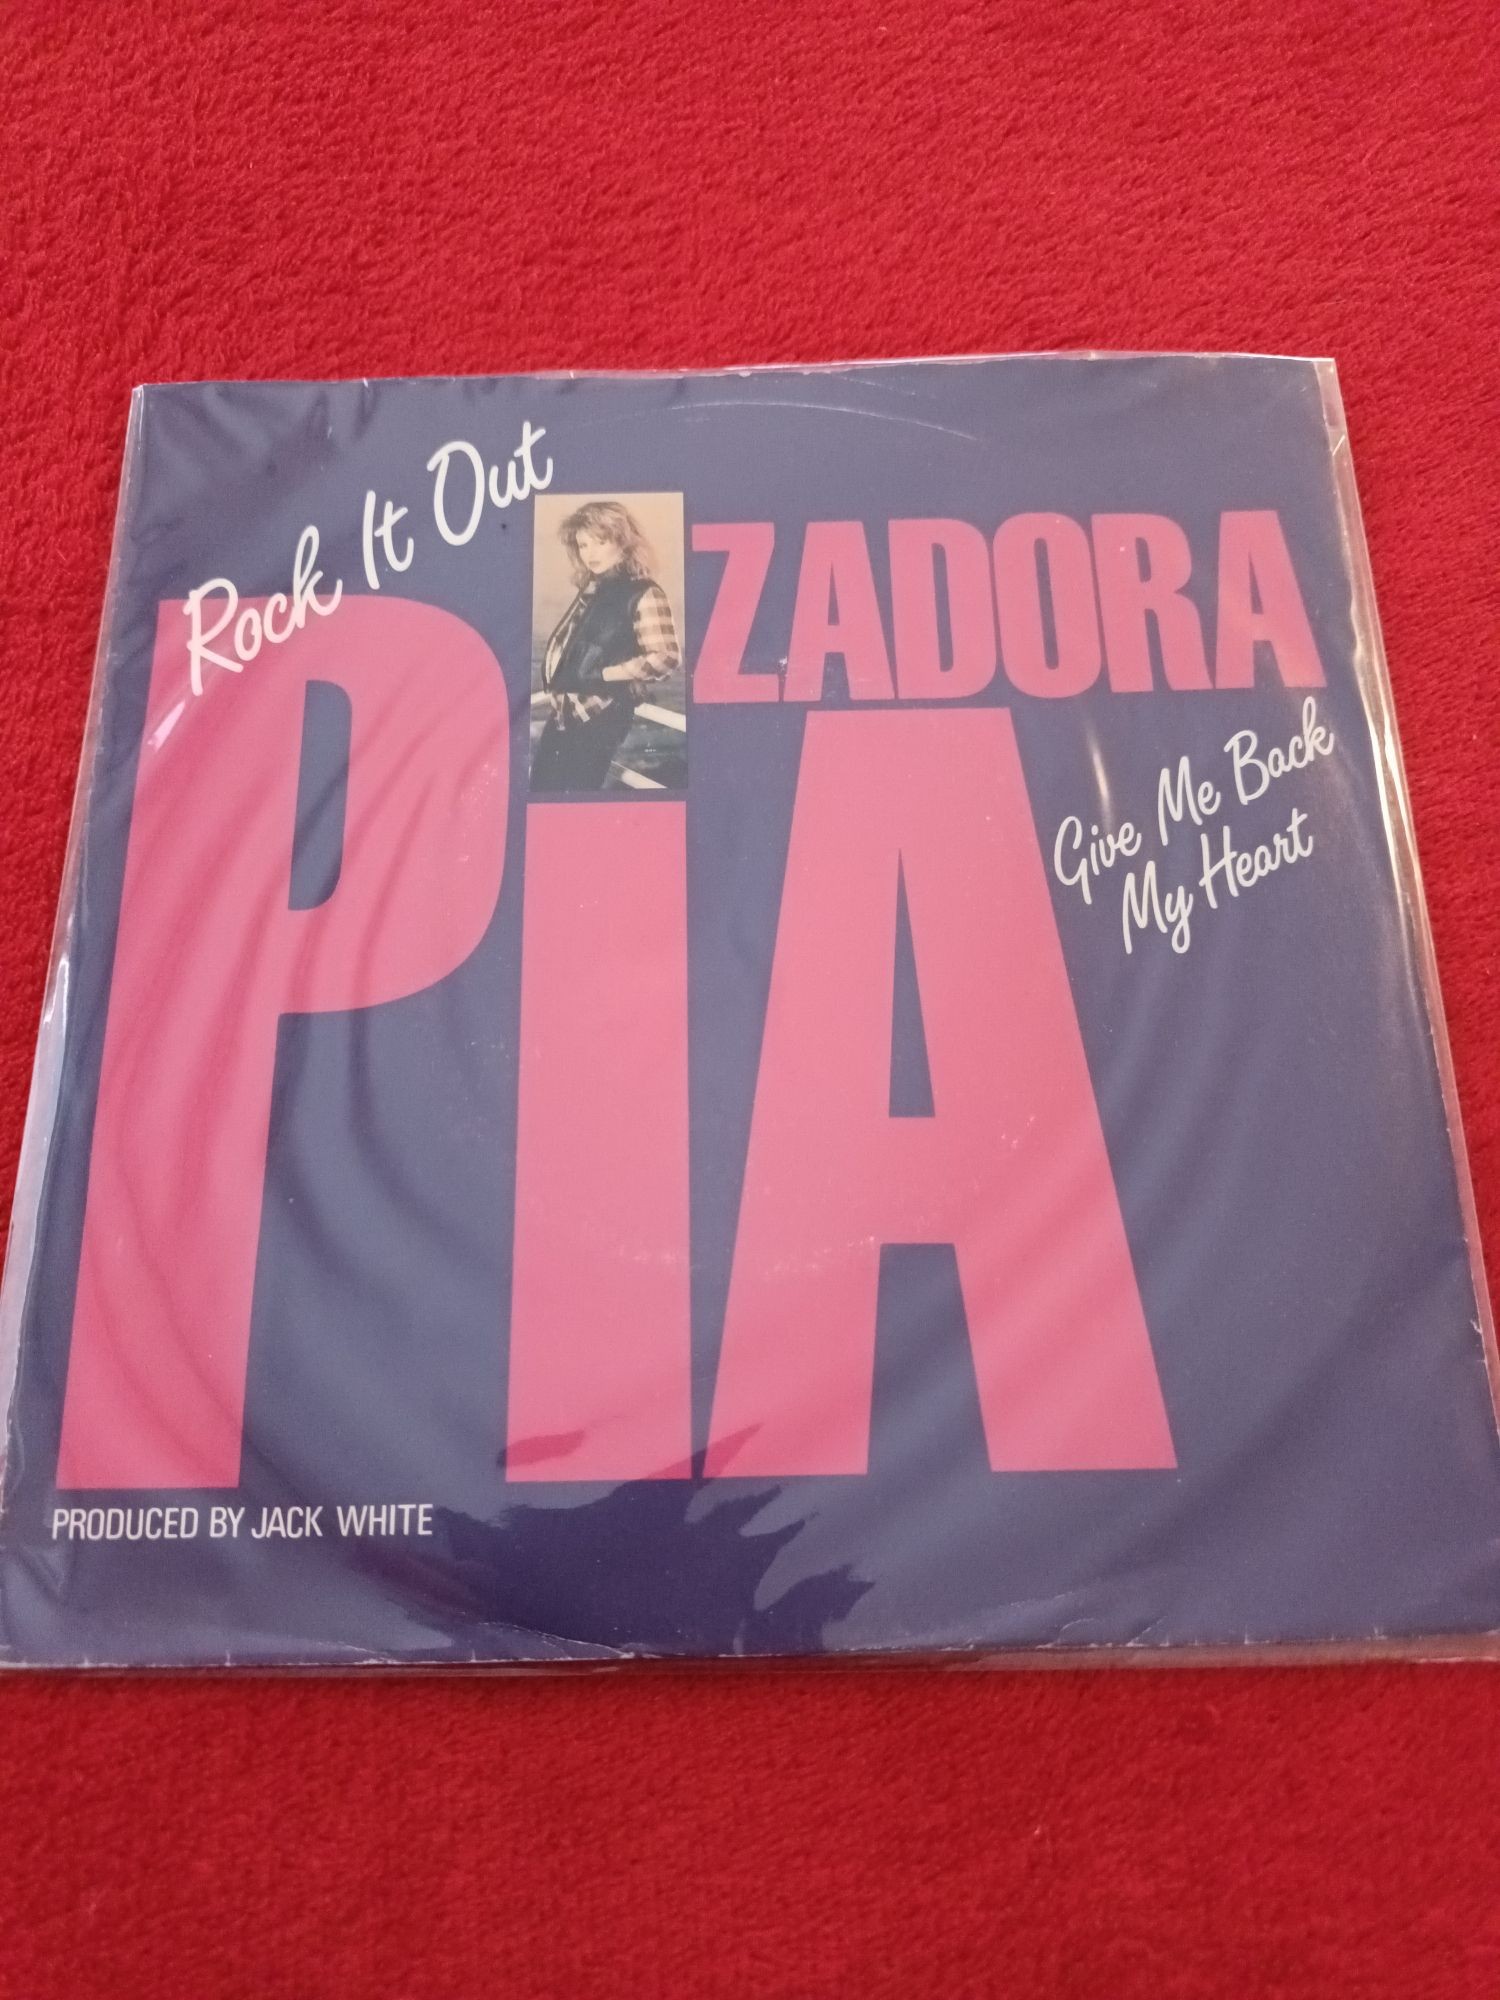 Rock It Out
ZADORA
PiA
Give Me Back
My Heart
PRODUCED BY JACK WHITE